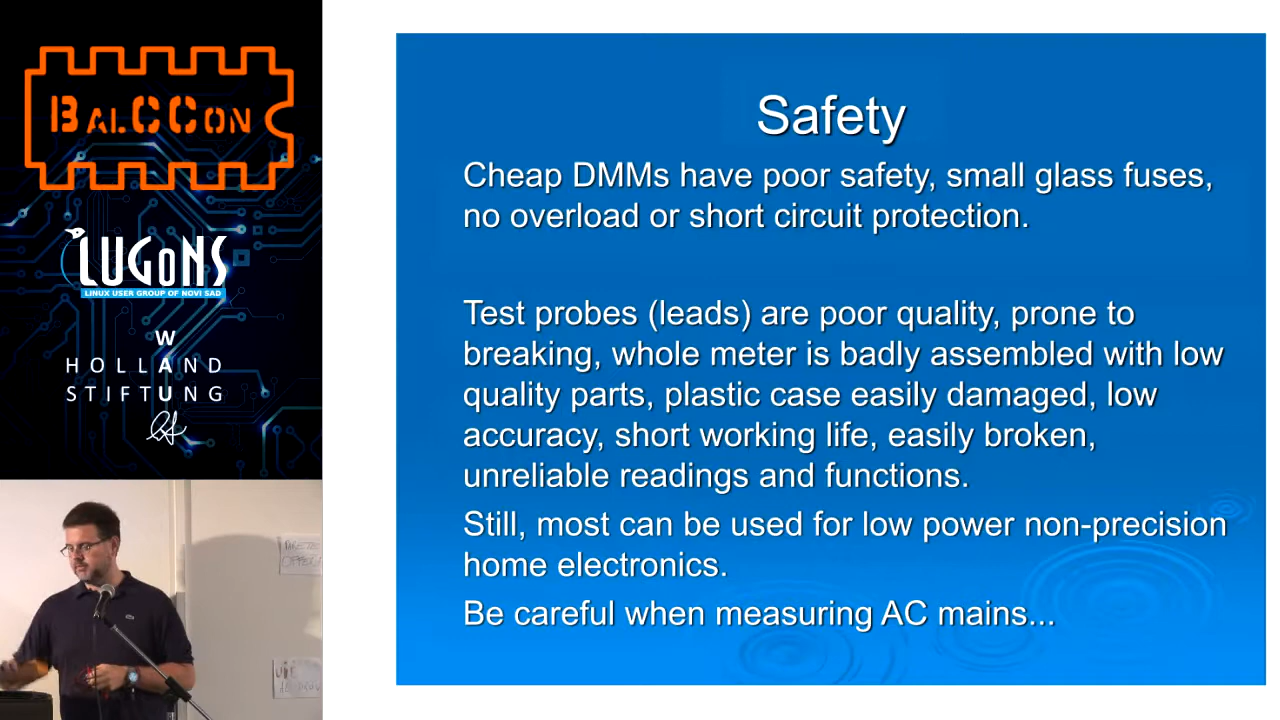 BALCCON
LUGONS
LINUX USER GROUP OF NOVI SAD
W
HOLLAND
STIFTUNG
Safety
Cheap DMMs have poor safety, small glass fuses,
no overload or short circuit protection.
Test probes (leads) are poor quality, prone to
breaking, whole meter is badly assembled with low
quality parts, plastic case easily damaged, low
accuracy, short working life, easily broken,
unreliable readings and functions.
Still, most can be used for low power non-precision
home electronics.
Be careful when measuring AC mains...